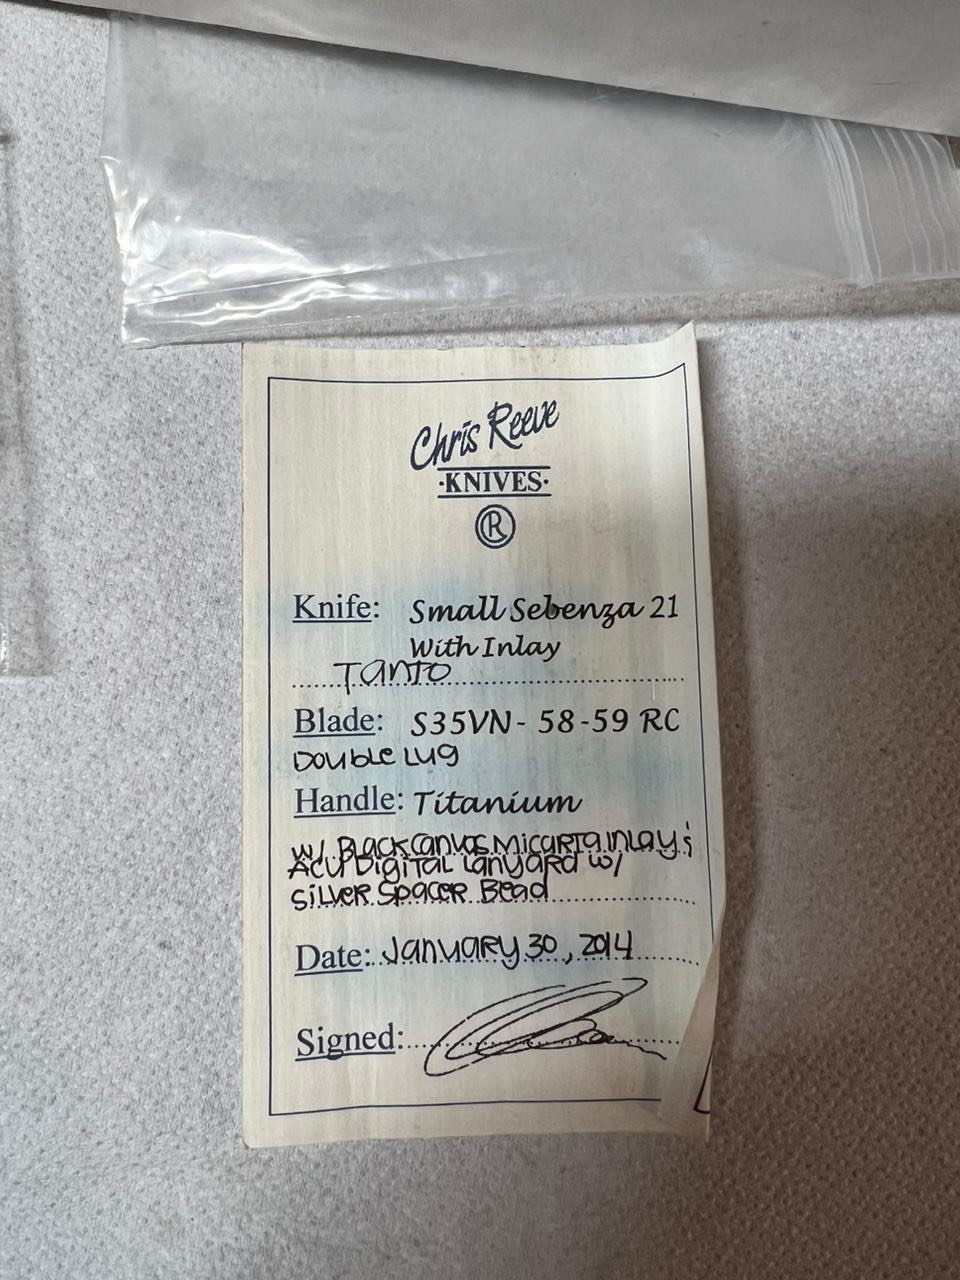 Chris Reeve
·KNIVES·
®
Knife: Small Sebenza 21
With Inlay
Tanto
Blade: S35VN - 58-59 RC
Double Lug
Handle: Titanium
w/ Black Canvas Micarta Inlays;
ACU Digital Lanyard w/
Silver Spacer Bead
Date: January 30, 2014
Signed: